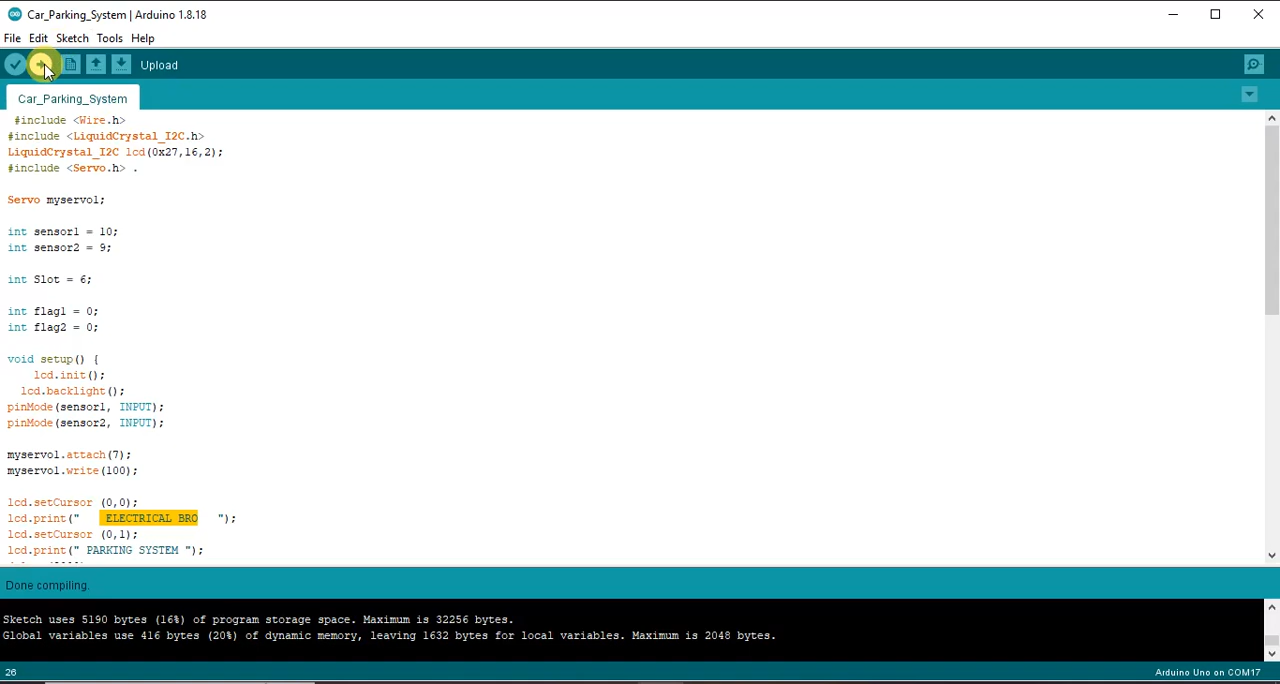 Car_Parking_System | Arduino 1.8.18
File Edit Sketch Tools Help
Upload
Car_Parking_System
#include <Wire.h>
#include <LiquidCrystal_I2C.h>
LiquidCrystal_I2C lcd(0x27,16,2);
#include <Servo.h> .
Servo myservo1;
int sensor1 = 10;
int sensor2 = 9;
int Slot = 6;
int flag1 = 0;
int flag2 = 0;
void setup() {
lcd.init();
lcd.backlight();
pinMode(sensor1, INPUT);
pinMode(sensor2, INPUT);
myservo1.attach(7);
myservo1.write(100);
lcd.setCursor (0,0);
lcd.print("   ELECTRICAL BRO   ");
lcd.setCursor (0,1);
lcd.print(" PARKING SYSTEM ");
Done compiling.
Sketch uses 5190 bytes (16%) of program storage space. Maximum is 32256 bytes.
Global variables use 416 bytes (20%) of dynamic memory, leaving 1632 bytes for local variables. Maximum is 2048 bytes.
26 Arduino Uno on COM17